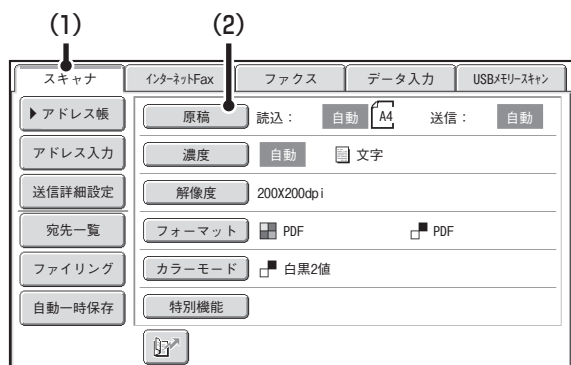 (1) (2)
スキャナ インターネットFax ファクス データ入力 USBメモリースキャン
アドレス帳 原稿 読込: 自動 A4 送信: 自動
アドレス入力 濃度 自動 文字
送信詳細設定 解像度 200X200dpi
宛先一覧 フォーマット PDF PDF
ファイリング カラーモード 白黒2値
自動一時保存 特別機能